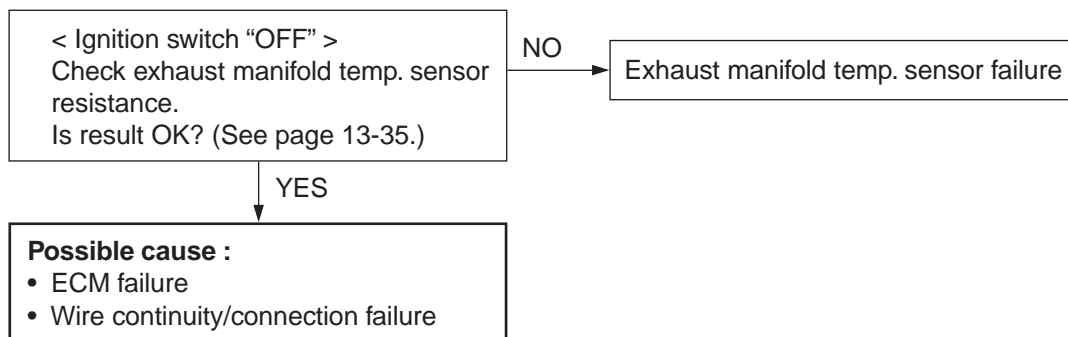 < Ignition switch “OFF” >
Check exhaust manifold temp. sensor
resistance.
Is result OK? (See page 13-35.)
NO
Exhaust manifold temp. sensor failure
YES
Possible cause :
• ECM failure
• Wire continuity/connection failure